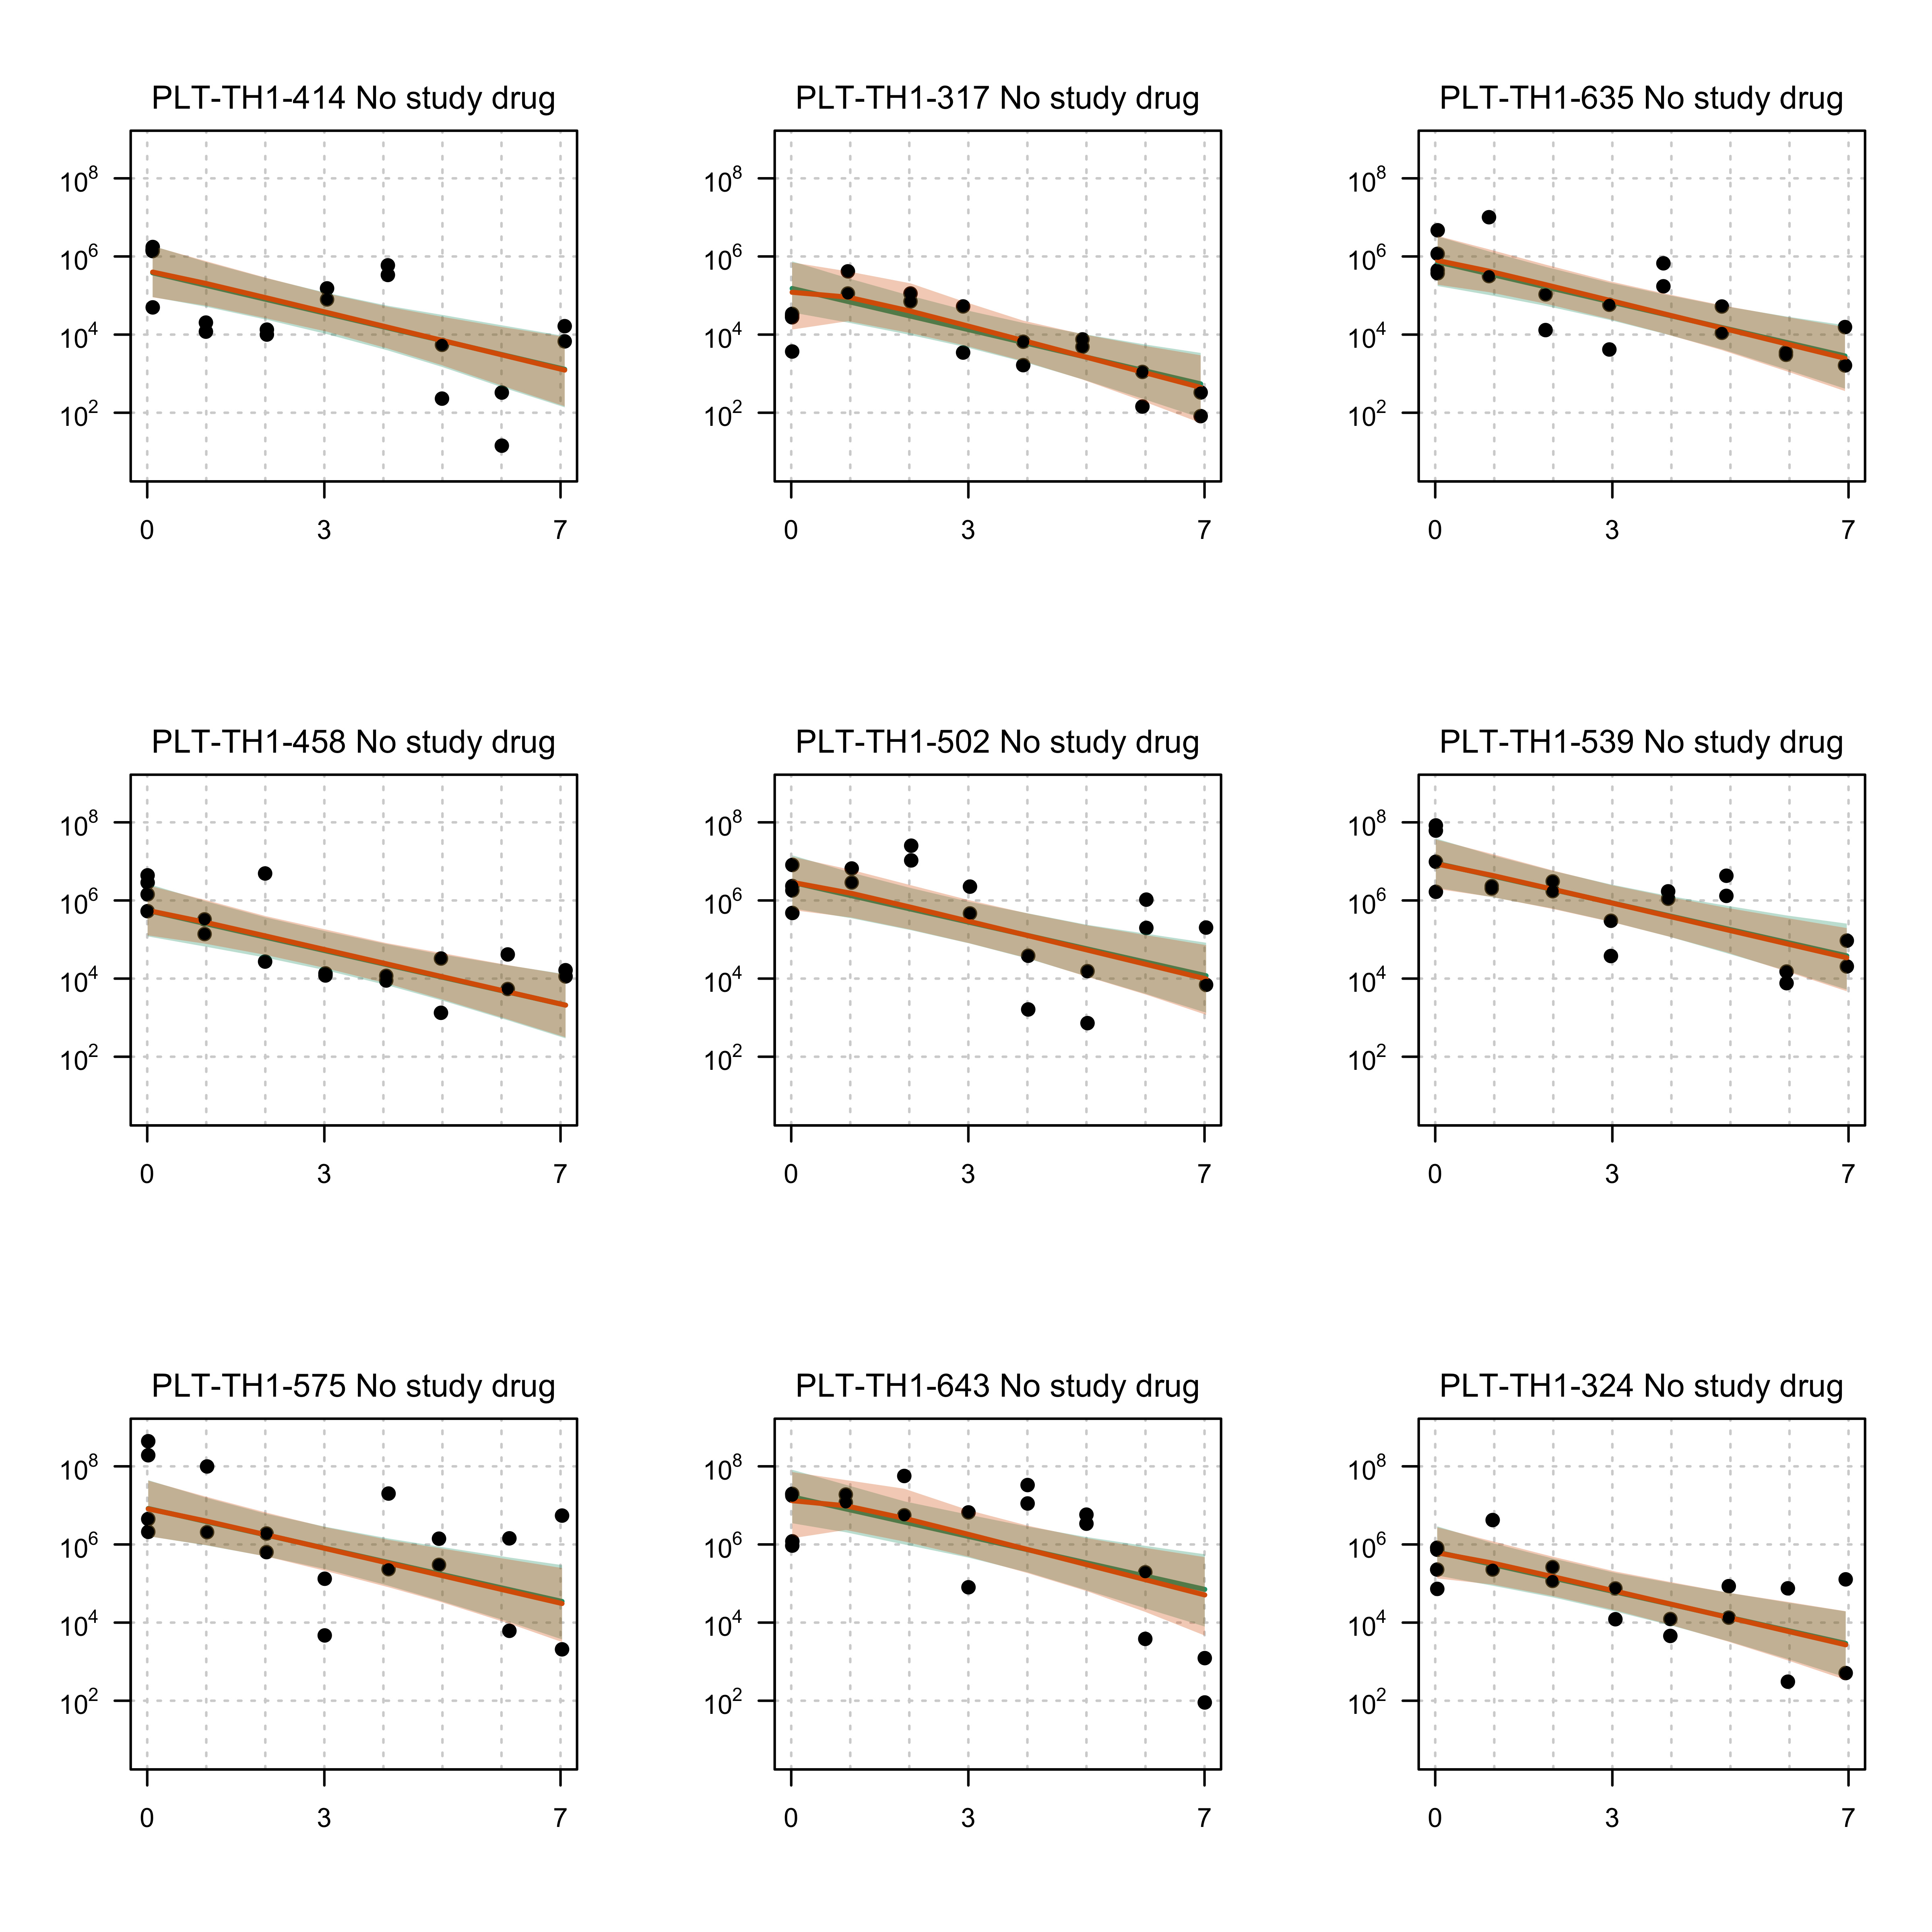 PLT-TH1-414 No study drug
10^8
10^6
10^4
10^2
0 3 7
PLT-TH1-317 No study drug
10^8
10^6
10^4
10^2
0 3 7
PLT-TH1-635 No study drug
10^8
10^6
10^4
10^2
0 3 7
PLT-TH1-458 No study drug
10^8
10^6
10^4
10^2
0 3 7
PLT-TH1-502 No study drug
10^8
10^6
10^4
10^2
0 3 7
PLT-TH1-539 No study drug
10^8
10^6
10^4
10^2
0 3 7
PLT-TH1-575 No study drug
10^8
10^6
10^4
10^2
0 3 7
PLT-TH1-643 No study drug
10^8
10^6
10^4
10^2
0 3 7
PLT-TH1-324 No study drug
10^8
10^6
10^4
10^2
0 3 7